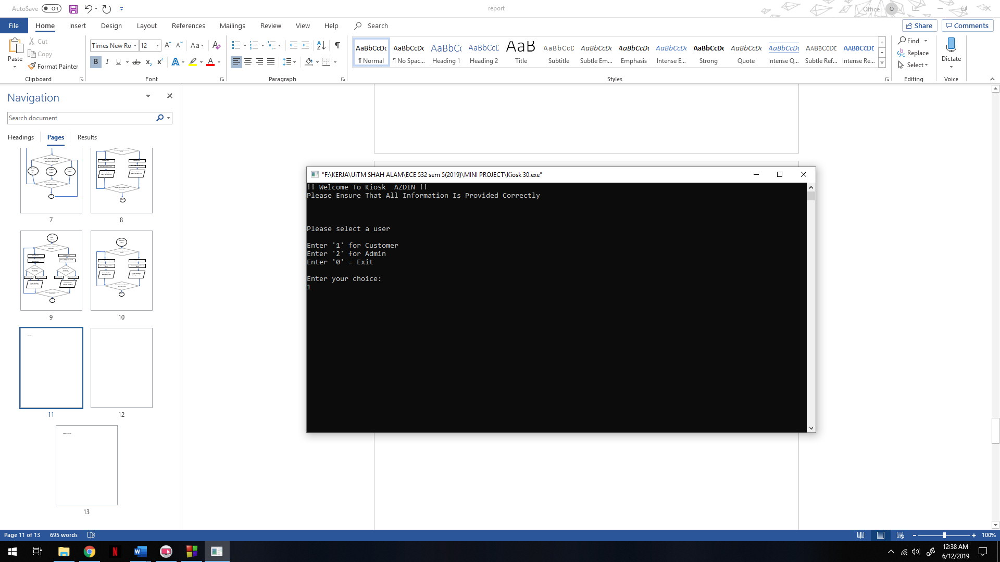 AutoSave Off
report
Office O
File Home Insert Design Layout References Mailings Review View Help Search
Share Comments
Paste
Cut
Copy
Format Painter
Clipboard
Times New Ro 12
Font
Paragraph
AaBbCcDc AaBbCcDc AaBbCc AaBbCcC AaB AaBbCcD AaBbCcDc AaBbCcDc AaBbCcDc AaBbCcDc AaBbCcDc AaBbCcDc AABBCCDE AABBCCDE
¶ Normal ¶ No Spac... Heading 1 Heading 2 Title Subtitle Subtle Em... Emphasis Intense E... Strong Quote Intense Q... Subtle Ref... Intense Re...
Styles
Find
Replace
Select
Editing
Dictate
Voice
Navigation
Search document
Headings Pages Results
7 8
9 10
11 12
13
"F:\KERJA\UiTM SHAH ALAM\ECE 532 sem 5(2019)\MINI PROJECT\Kiosk 30.exe"
!! Welcome To Kiosk  AZDIN !!
Please Ensure That All Information Is Provided Correctly
Please select a user
Enter '1' for Customer
Enter '2' for Admin
Enter '0' = Exit
Enter your choice:
1
Page 11 of 13 695 words
100%
12:38 AM
6/12/2019